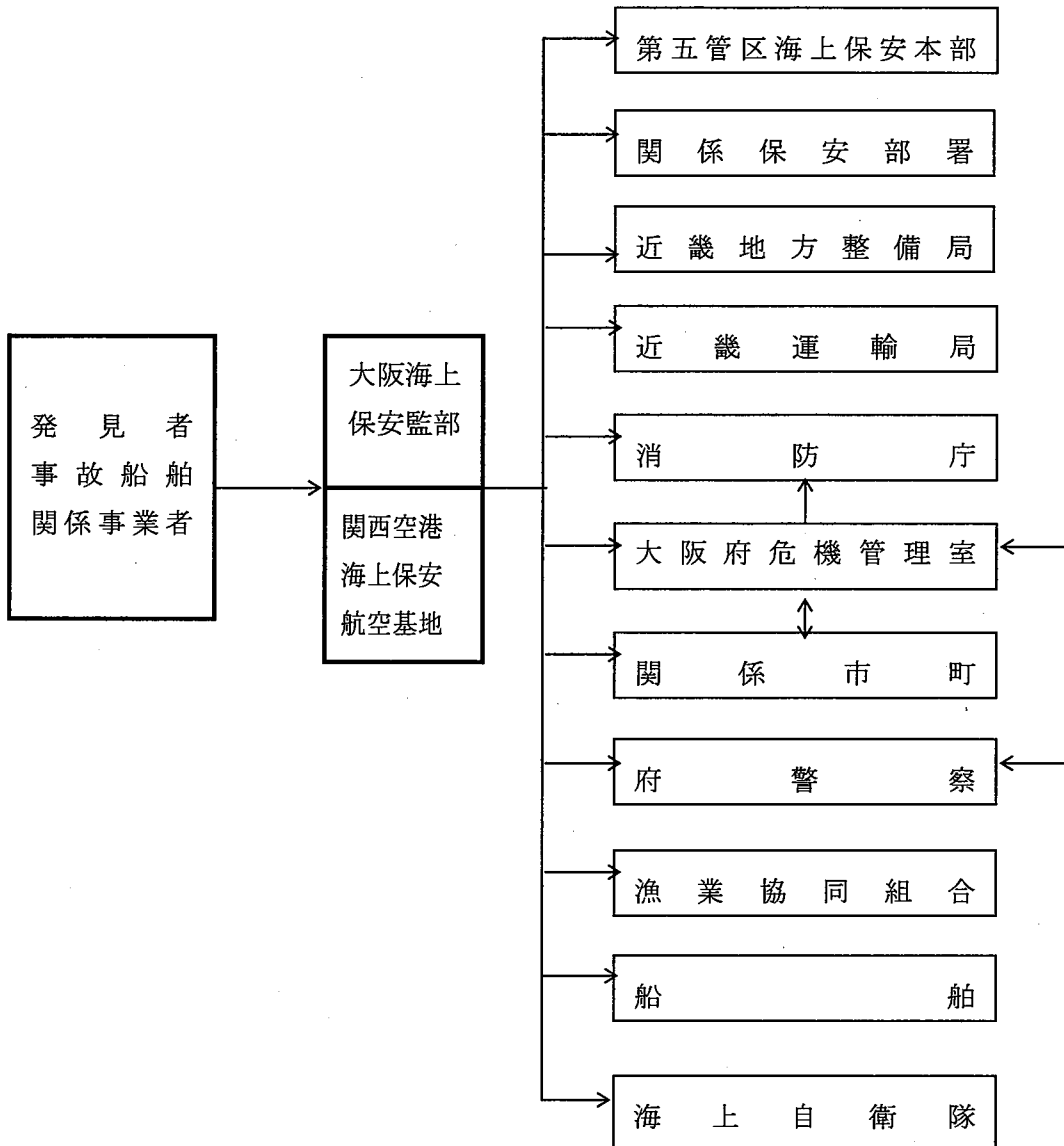 第五管区海上保安本部
関係保安部署
近畿地方整備局
近畿運輸局
発見者
事故船舶
関係事業者
大阪海上
保安監部
関西空港
海上保安
航空基地
消防庁
大阪府危機管理室
関係市町
府警察
漁業協同組合
船舶
海上自衛隊